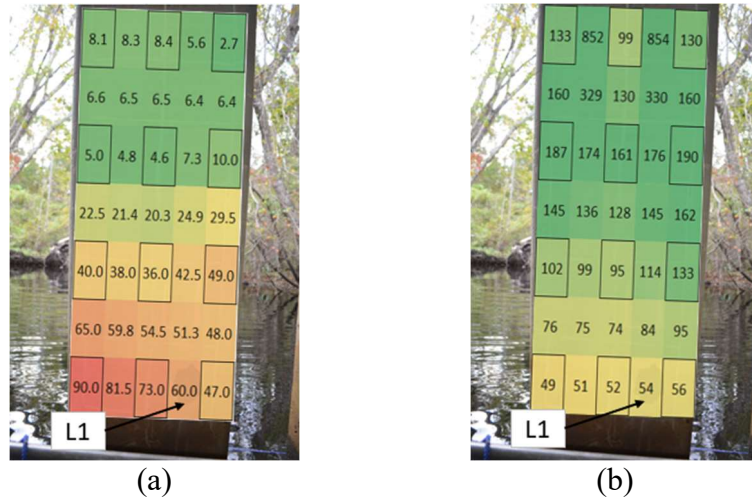 8.1 8.3 8.4 5.6 2.7
6.6 6.5 6.5 6.4 6.4
5.0 4.8 4.6 7.3 10.0
22.5 21.4 20.3 24.9 29.5
40.0 38.0 36.0 42.5 49.0
65.0 59.8 54.5 51.3 48.0
90.0 81.5 73.0 60.0 47.0
L1
(a)
133 852 99 854 130
160 329 130 330 160
187 174 161 176 190
145 136 128 145 162
102 99 95 114 133
76 75 74 84 95
49 51 52 54 56
L1
(b)